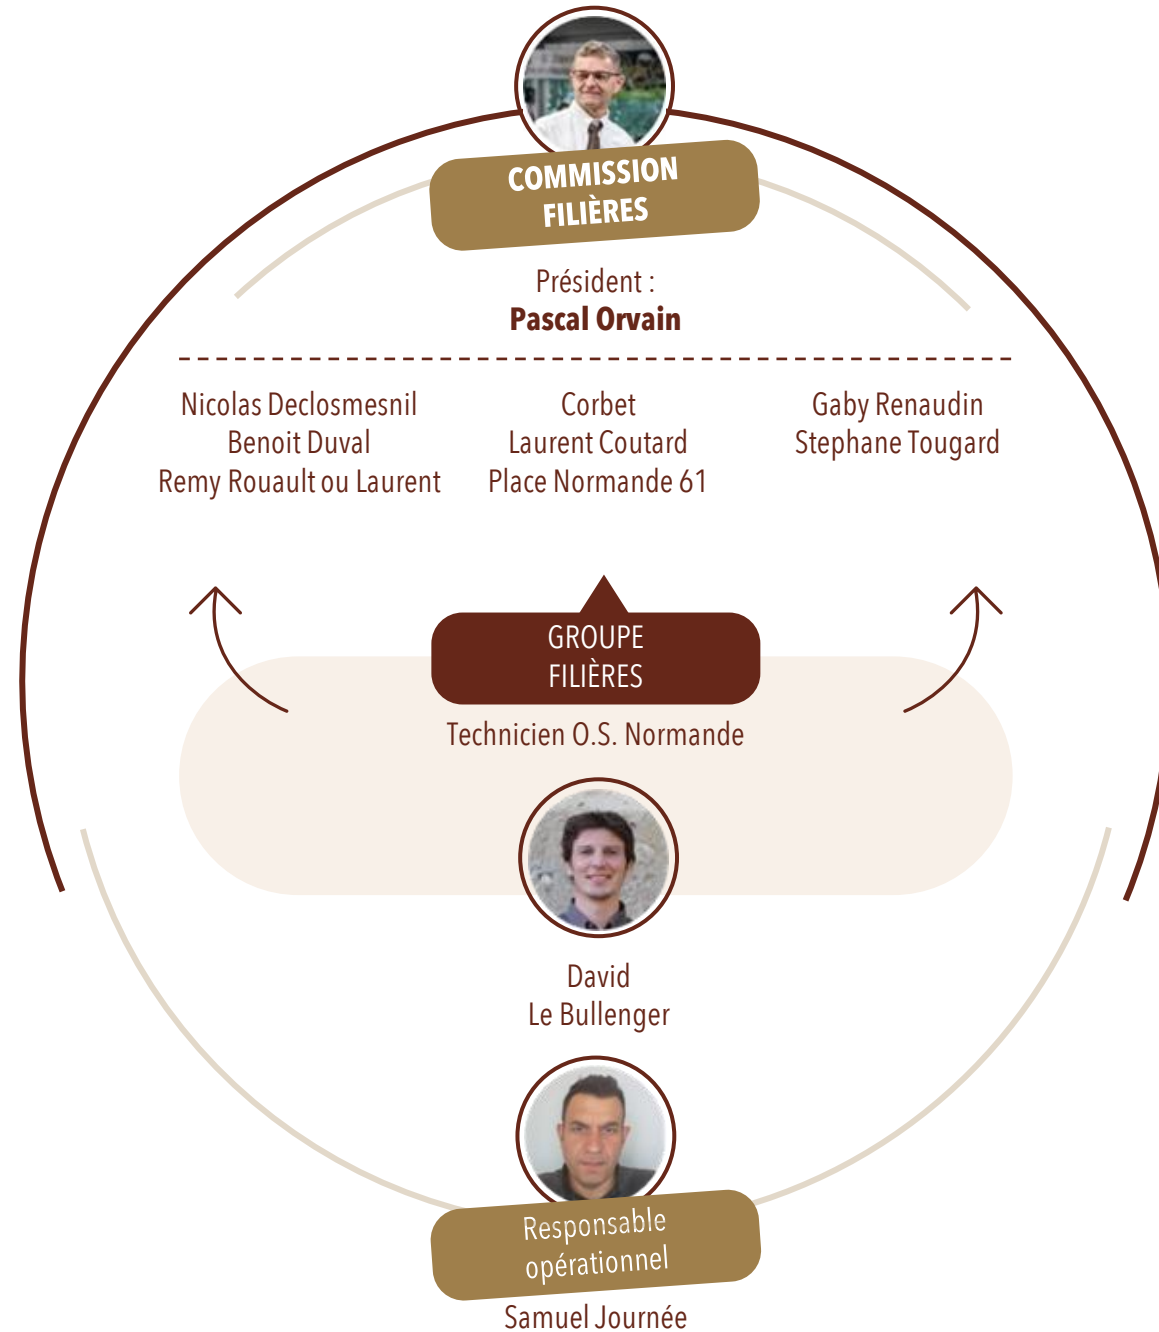 COMMISSION
FILIÈRES
Président :
Pascal Orvain
Nicolas Declosmesnil
Benoit Duval
Remy Rouault ou Laurent
Corbet
Laurent Coutard
Place Normande 61
Gaby Renaudin
Stephane Tougard
GROUPE
FILIÈRES
Technicien O.S. Normande
David
Le Bullenger
Responsable
opérationnel
Samuel Journée